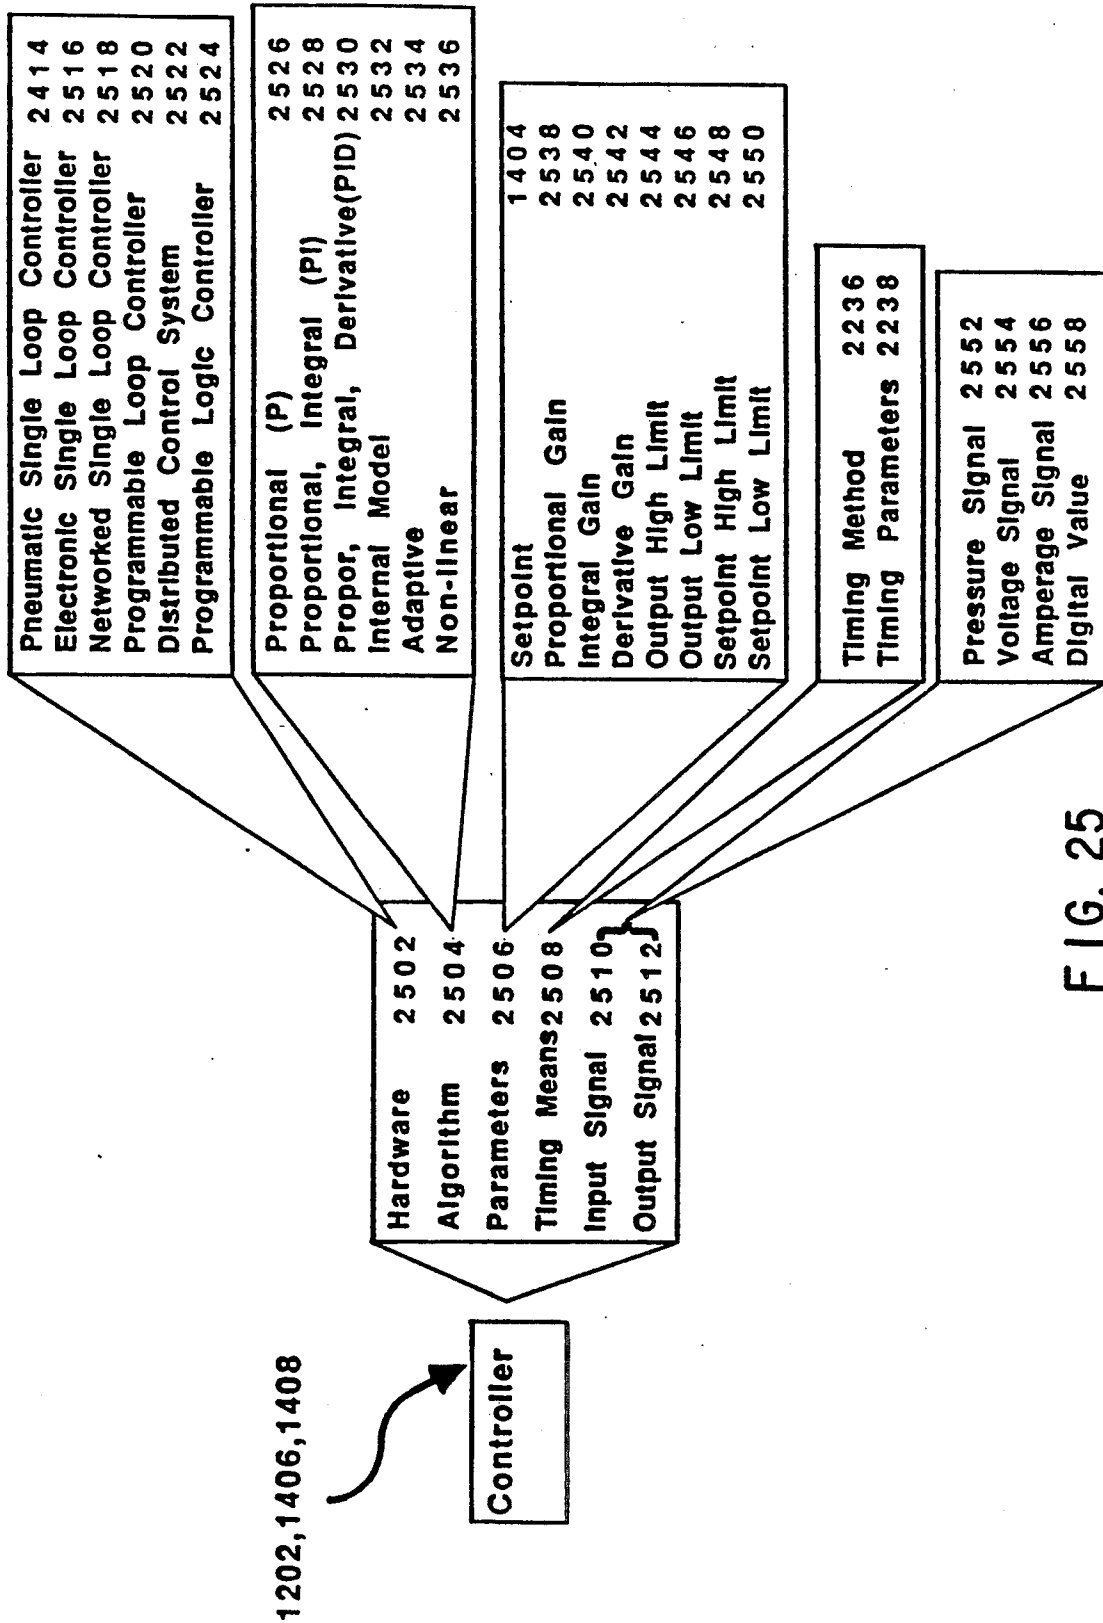 1202,1406,1408
Controller
Hardware 2502
Algorithm 2504
Parameters 2506
Timing Means 2508
Input Signal 2510
Output Signal 2512
Pneumatic Single Loop Controller 2414
Electronic Single Loop Controller 2516
Networked Single Loop Controller 2518
Programmable Loop Controller 2520
Distributed Control System 2522
Programmable Logic Controller 2524
Proportional (P) 2526
Proportional, Integral (PI) 2528
Propor, Integral, Derivative(PID) 2530
Internal Model 2532
Adaptive 2534
Non-linear 2536
Setpoint 1404
Proportional Gain 2538
Integral Gain 2540
Derivative Gain 2542
Output High Limit 2544
Output Low Limit 2546
Setpoint High Limit 2548
Setpoint Low Limit 2550
Timing Method 2236
Timing Parameters 2238
Pressure Signal 2552
Voltage Signal 2554
Amperage Signal 2556
Digital Value 2558
FIG. 25